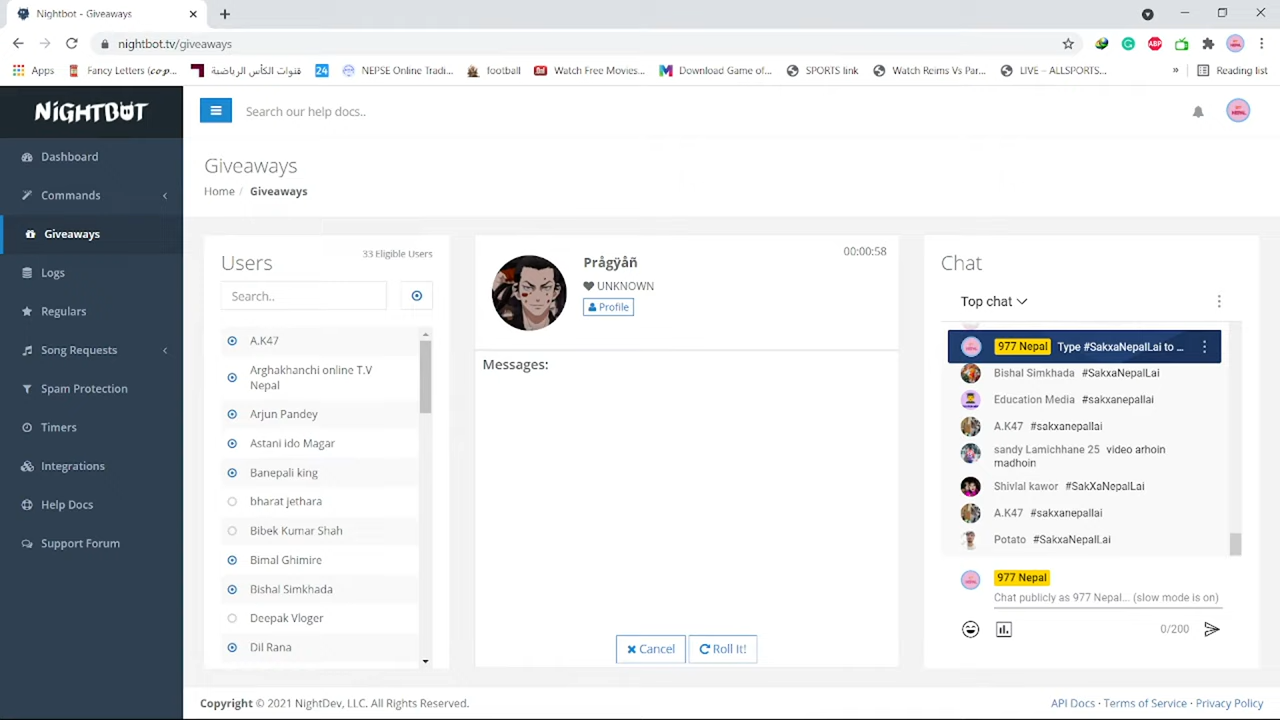 Nightbot - Giveaways
nightbot.tv/giveaways
ABP
Apps
Fancy Letters (𝓬𝓸𝓹...
قنوات الكأس الرياضية
24
NEPSE Online Tradi...
football
Watch Free Movies...
Download Game of...
SPORTS link
Watch Reims Vs Par...
LIVE – ALLSPORTS...
»
Reading list
NiGHTBOT
Search our help docs..
Dashboard
Commands
Giveaways
Logs
Regulars
Song Requests
Spam Protection
Timers
Integrations
Help Docs
Support Forum
Giveaways
Home / Giveaways
Users
33 Eligible Users
Search..
A.K47
Arghakhanchi online T.V
Nepal
Arjun Pandey
Astani ido Magar
Banepali king
bharat jethara
Bibek Kumar Shah
Bimal Ghimire
Bishal Simkhada
Deepak Vloger
Dil Rana
Prågÿåñ
00:00:58
UNKNOWN
Profile
Messages:
Cancel
Roll It!
Chat
Top chat
977 Nepal Type #SakxaNepalLai to ...
Bishal Simkhada #SakxaNepalLai
Education Media #sakxanepallai
A.K47 #sakxanepallai
sandy Lamichhane 25 video arhoin
madhoin
Shivlal kawor #SakXaNepalLai
A.K47 #sakxanepallai
Potato #SakxaNepalLai
977 Nepal
Chat publicly as 977 Nepal... (slow mode is on)
0/200
Copyright © 2021 NightDev, LLC. All Rights Reserved.
API Docs · Terms of Service · Privacy Policy